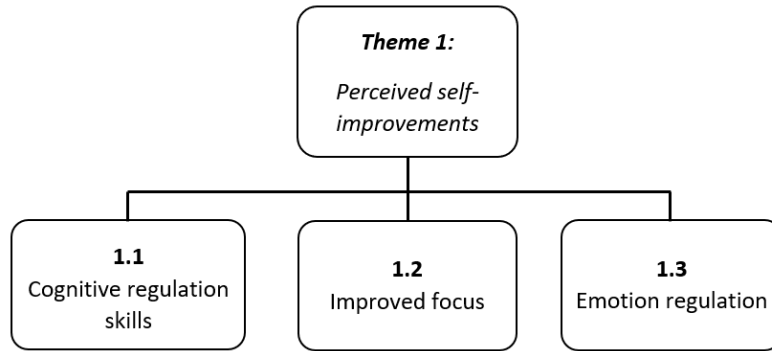 Theme 1:
Perceived self-
improvements
1.1
Cognitive regulation
skills
1.2
Improved focus
1.3
Emotion regulation